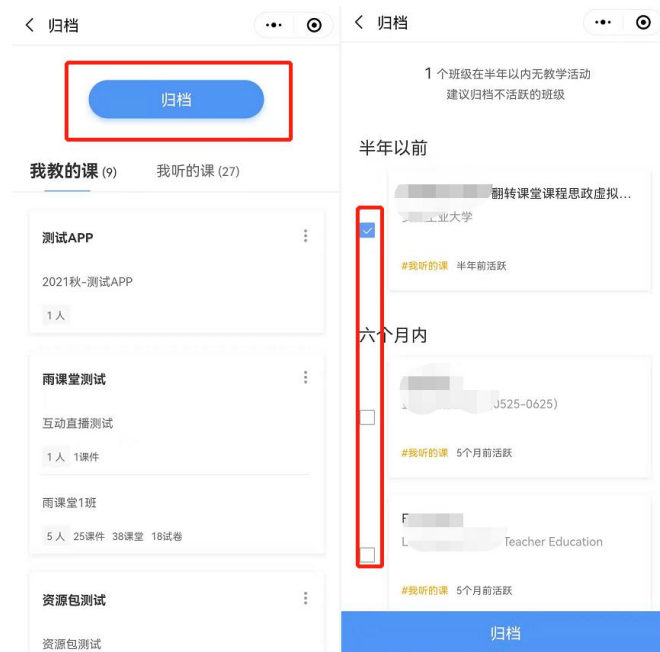 归档
归档
我教的课 (9) 我听的课 (27)
测试APP
2021秋-测试APP
1人
雨课堂测试
互动直播测试
1人 1课件
雨课堂1班
5人 25课件 38课堂 18试卷
资源包测试
资源包测试
归档
1 个班级在半年以内无教学活动
建议归档不活跃的班级
半年以前
翻转课堂课程思政虚拟...
工业大学
#我听的课 半年前活跃
六个月内
0525-0625)
#我听的课 5个月前活跃
Teacher Education
#我听的课 5个月前活跃
归档